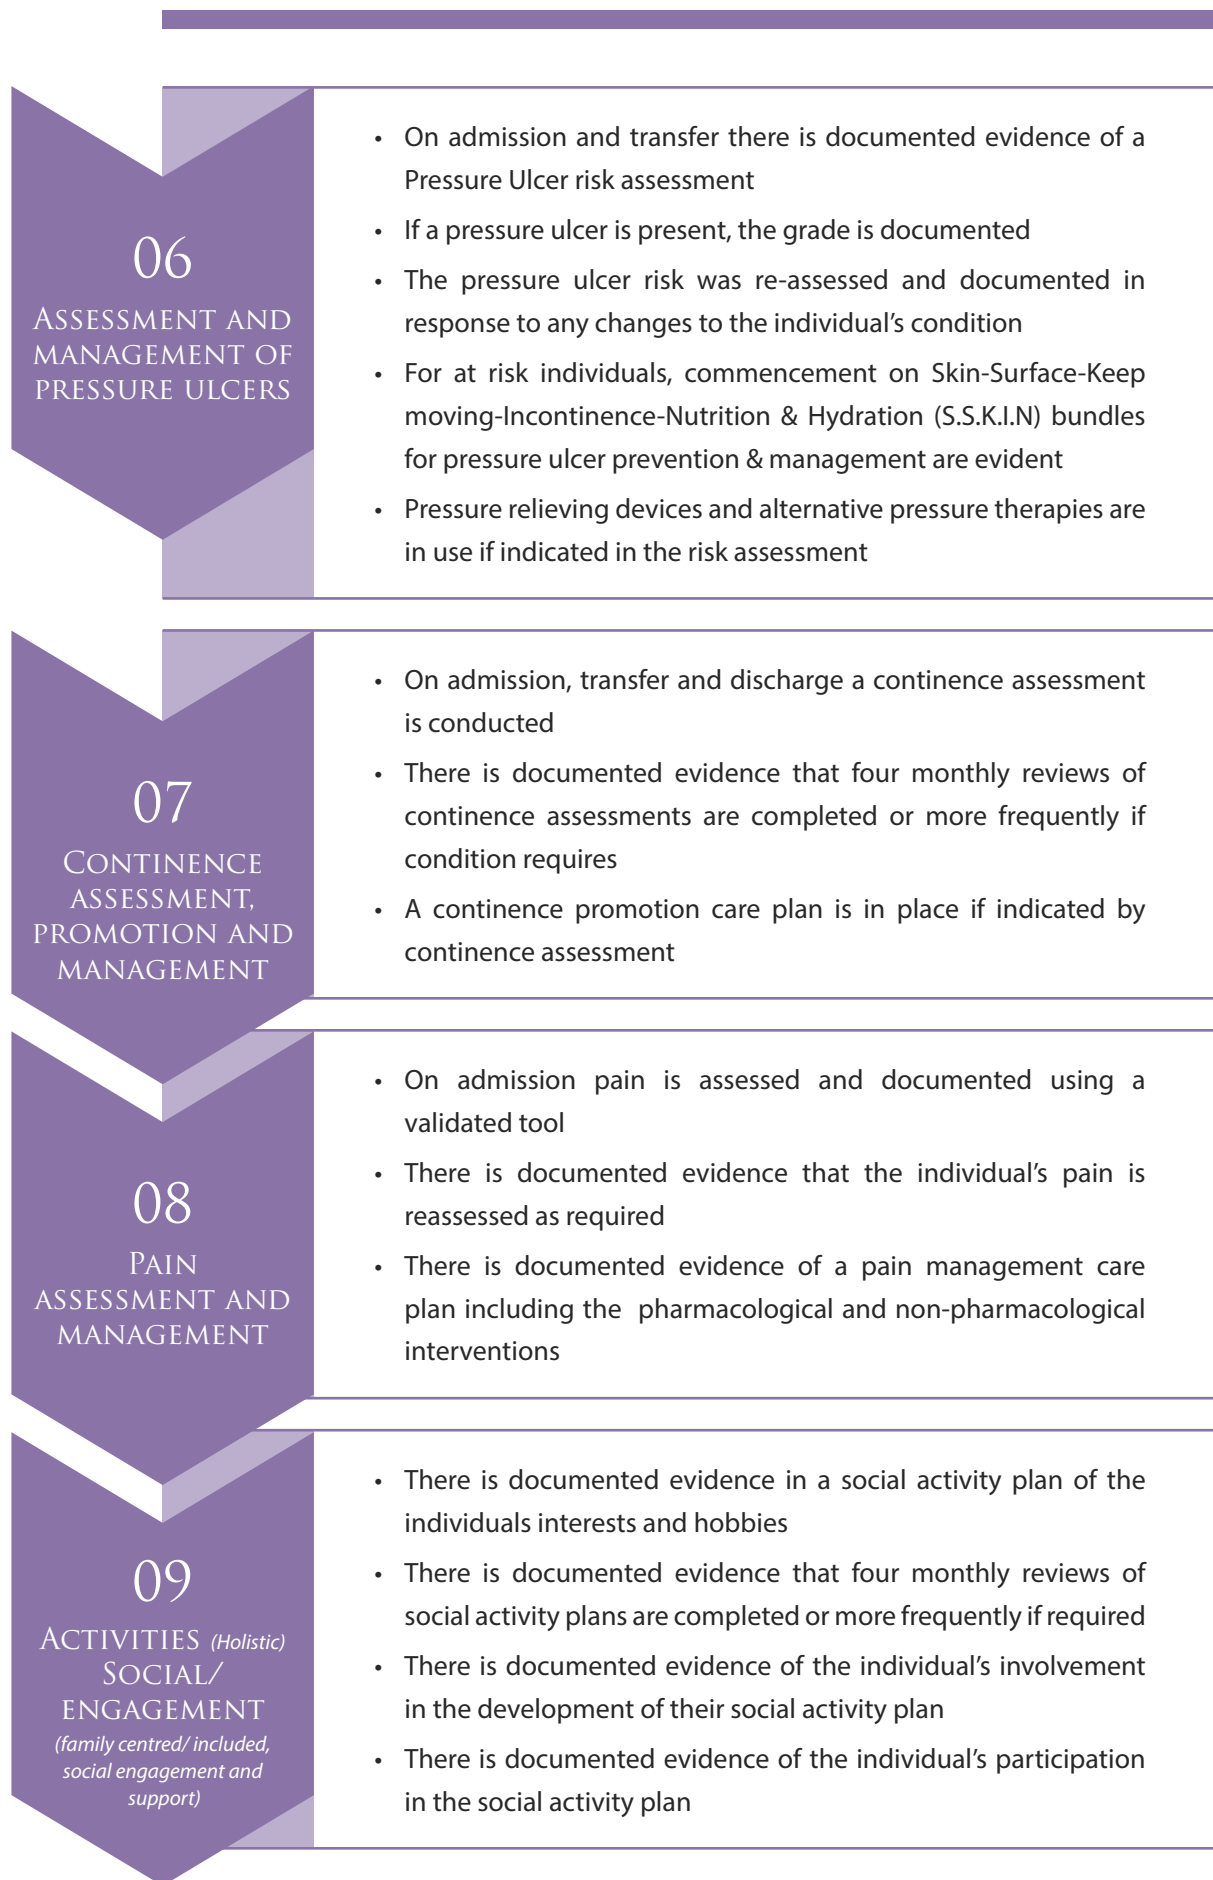 06
Assessment and
management of
pressure ulcers
• On admission and transfer there is documented evidence of a
Pressure Ulcer risk assessment
• If a pressure ulcer is present, the grade is documented
• The pressure ulcer risk was re-assessed and documented in
response to any changes to the individual’s condition
• For at risk individuals, commencement on Skin-Surface-Keep
moving-Incontinence-Nutrition & Hydration (S.S.K.I.N) bundles
for pressure ulcer prevention & management are evident
• Pressure relieving devices and alternative pressure therapies are
in use if indicated in the risk assessment
07
Continence
assessment,
promotion and
management
• On admission, transfer and discharge a continence assessment
is conducted
• There is documented evidence that four monthly reviews of
continence assessments are completed or more frequently if
condition requires
• A continence promotion care plan is in place if indicated by
continence assessment
08
Pain
assessment and
management
• On admission pain is assessed and documented using a
validated tool
• There is documented evidence that the individual’s pain is
reassessed as required
• There is documented evidence of a pain management care
plan including the pharmacological and non-pharmacological
interventions
09
Activities (Holistic)
Social/
engagement
(family centred/ included,
social engagement and
support)
• There is documented evidence in a social activity plan of the
individuals interests and hobbies
• There is documented evidence that four monthly reviews of
social activity plans are completed or more frequently if required
• There is documented evidence of the individual’s involvement
in the development of their social activity plan
• There is documented evidence of the individual’s participation
in the social activity plan